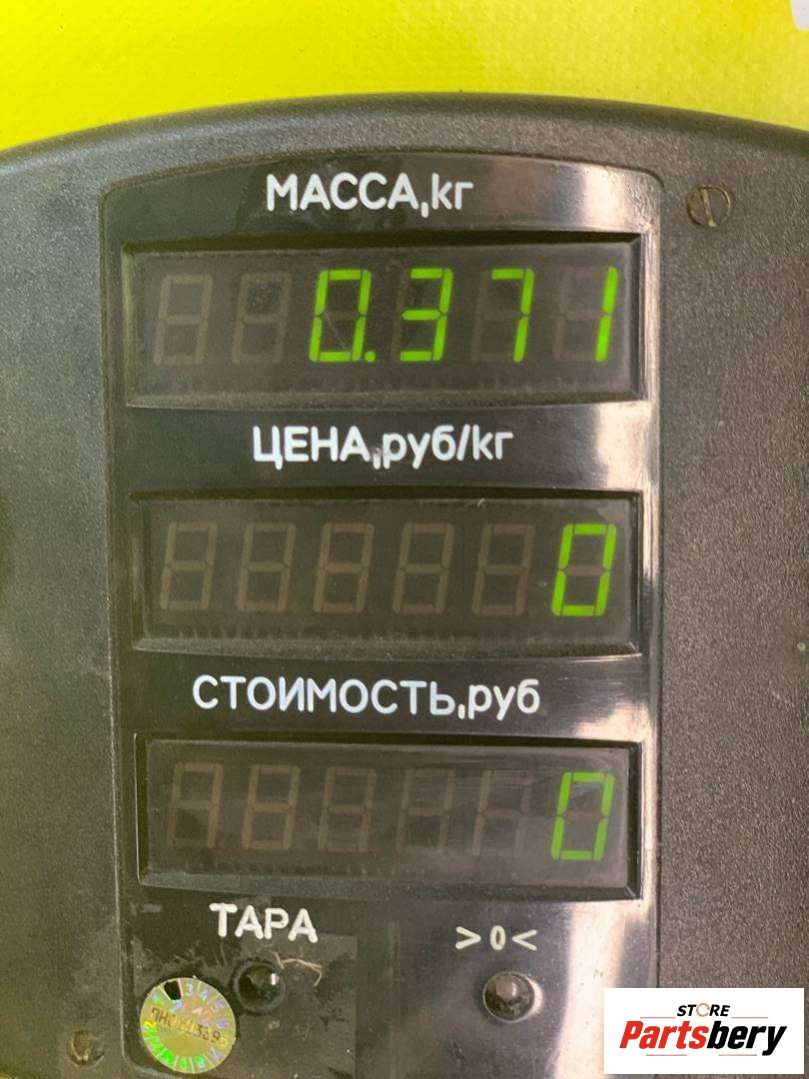 МАССА,кг
0.371
ЦЕНА,руб/кг
0
СТОИМОСТЬ,руб
0
ТАРА
>0<
STORE
Partsbery